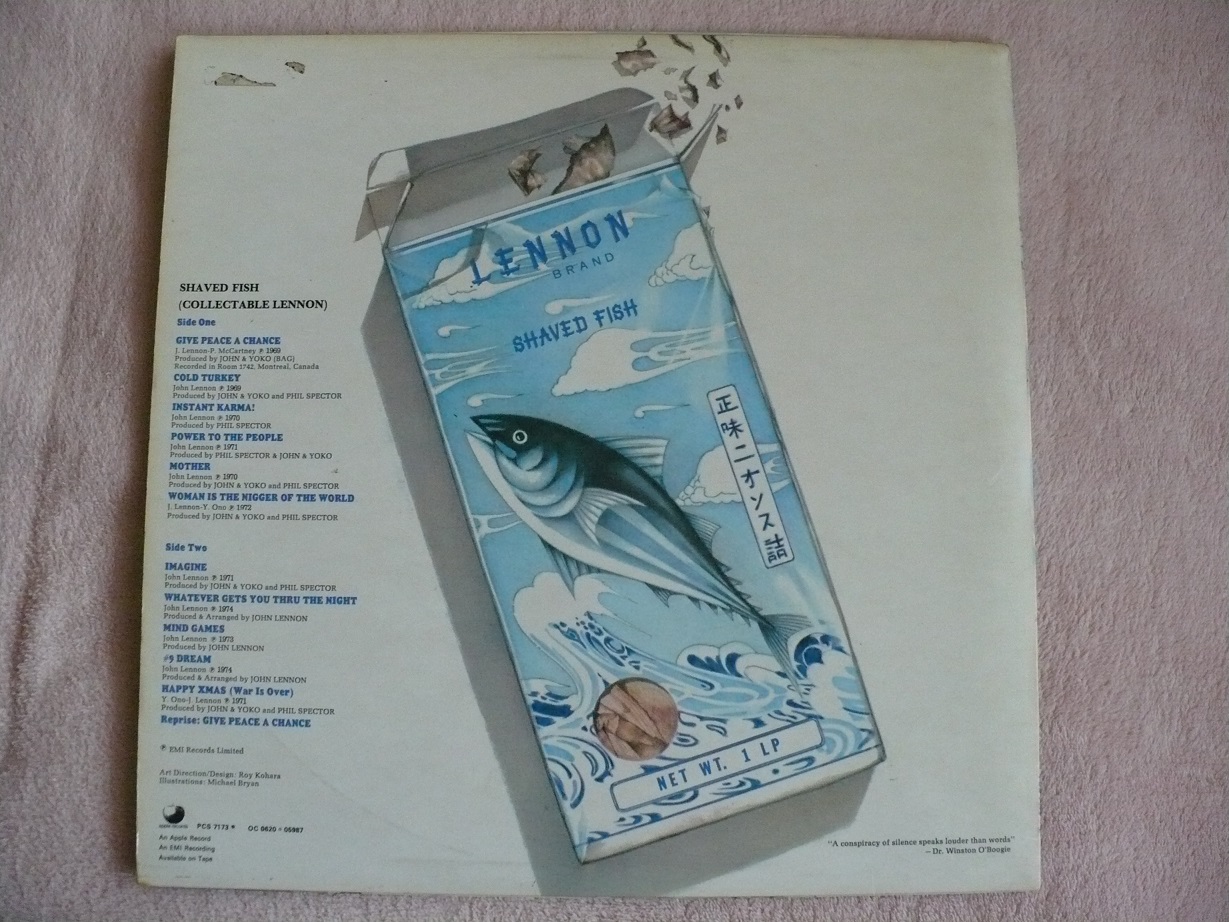 SHAVED FISH
(COLLECTABLE LENNON)
Side One
GIVE PEACE A CHANCE
J. Lennon-P. McCartney ℗ 1969
Produced by JOHN & YOKO (BAG)
Recorded in Room 1742, Montreal, Canada
COLD TURKEY
John Lennon ℗ 1969
Produced by JOHN & YOKO and PHIL SPECTOR
INSTANT KARMA!
John Lennon ℗ 1970
Produced by PHIL SPECTOR
POWER TO THE PEOPLE
John Lennon ℗ 1971
Produced by PHIL SPECTOR & JOHN & YOKO
MOTHER
John Lennon ℗ 1970
Produced by JOHN & YOKO and PHIL SPECTOR
WOMAN IS THE NIGGER OF THE WORLD
J. Lennon-Y. Ono ℗ 1972
Produced by JOHN & YOKO and PHIL SPECTOR
Side Two
IMAGINE
John Lennon ℗ 1971
Produced by JOHN & YOKO and PHIL SPECTOR
WHATEVER GETS YOU THRU THE NIGHT
John Lennon ℗ 1974
Produced & Arranged by JOHN LENNON
MIND GAMES
John Lennon ℗ 1973
Produced by JOHN LENNON
#9 DREAM
John Lennon ℗ 1974
Produced & Arranged by JOHN LENNON
HAPPY XMAS (War Is Over)
Y. Ono-J. Lennon ℗ 1971
Produced by JOHN & YOKO and PHIL SPECTOR
Reprise: GIVE PEACE A CHANCE
℗ EMI Records Limited
Art Direction/Design: Roy Kohara
Illustrations: Michael Bryan
PCS 7173 * OC 0620 · 05987
An Apple Record
An EMI Recording
Available on Tape
LENNON
BRAND
SHAVED FISH
正味二オンス詰
NET WT. 1 LP
"A conspiracy of silence speaks louder than words"
– Dr. Winston O'Boogie